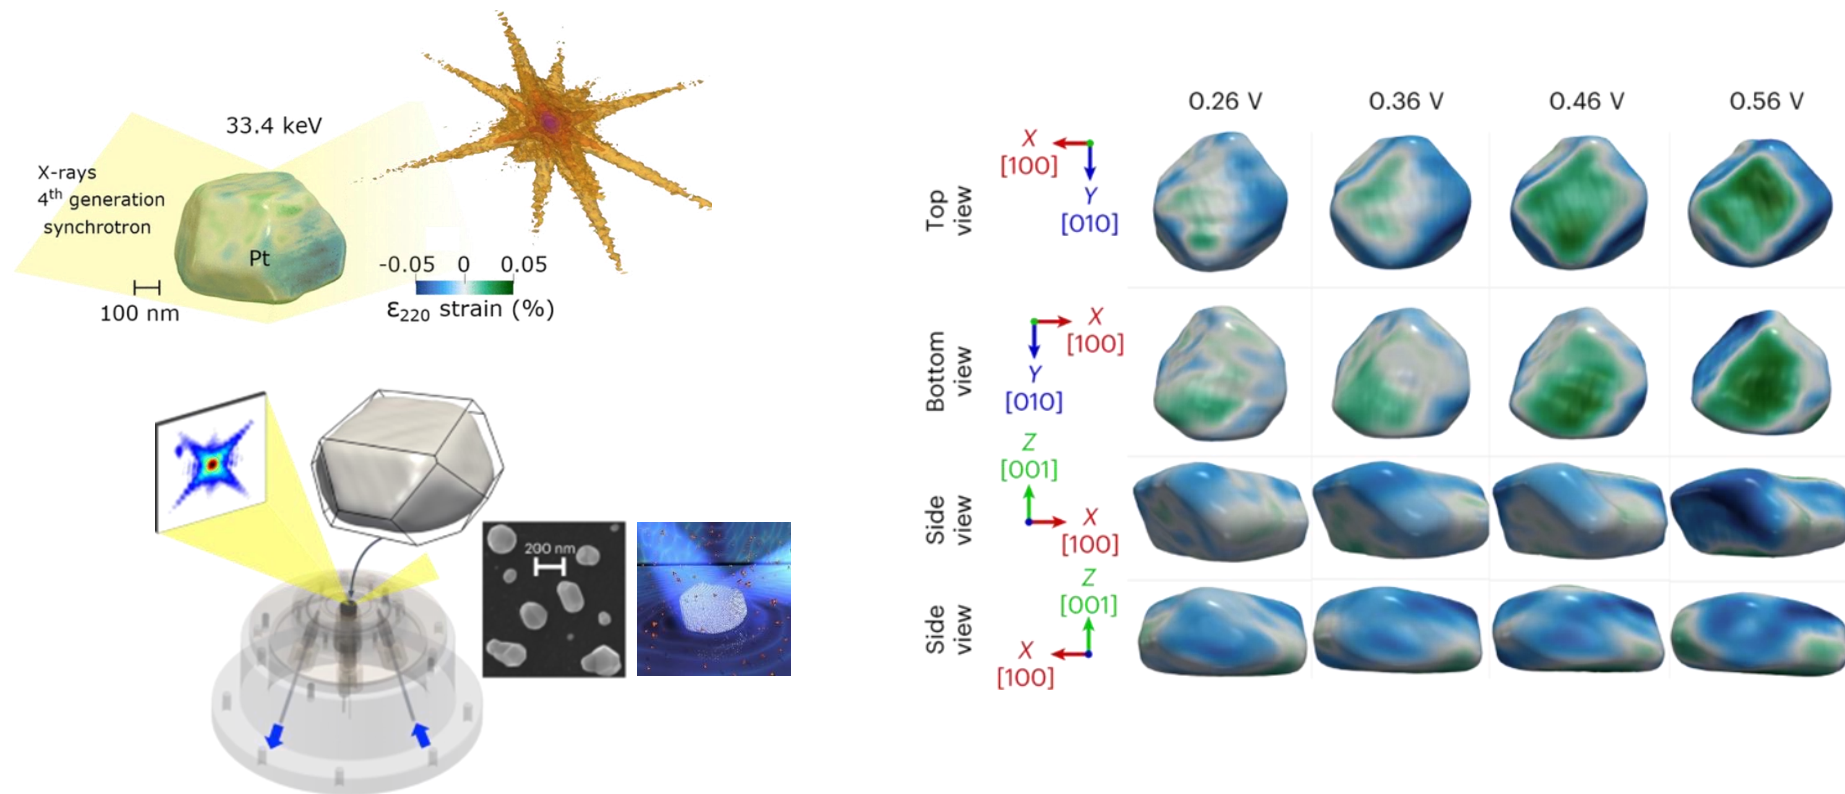 33.4 keV
X-rays
4th generation
synchrotron
Pt
100 nm
-0.05 0 0.05
ε220 strain (%)
200 nm
0.26 V 0.36 V 0.46 V 0.56 V
Top
view
X
[100]
Y
[010]
Bottom
view
X
[100]
Y
[010]
Side
view
Z
[001]
X
[100]
Side
view
Z
[001]
X
[100]